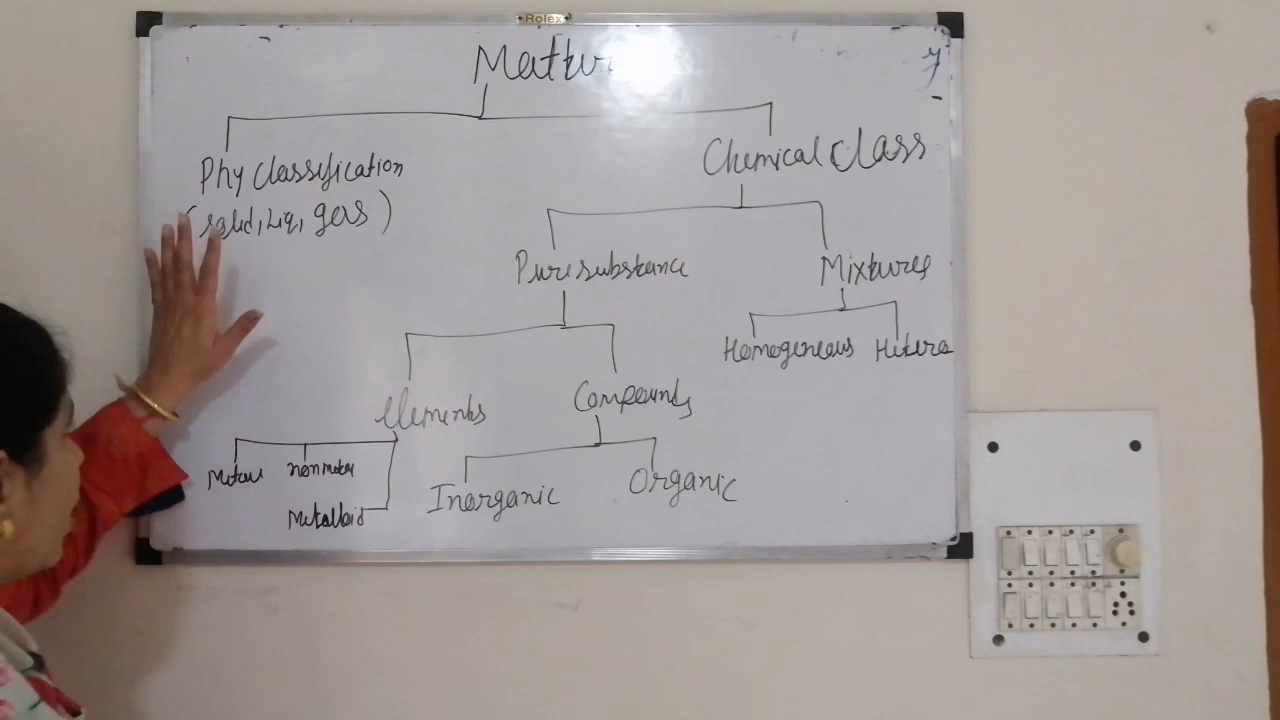 Rolex
Matter
Phy classification
(solid, Liq, gas)
Chemical class
Pure substance
Mixtures
Homogeneous Hetero
Elements
Compounds
Metal non metal
Metalloid
Inorganic
Organic